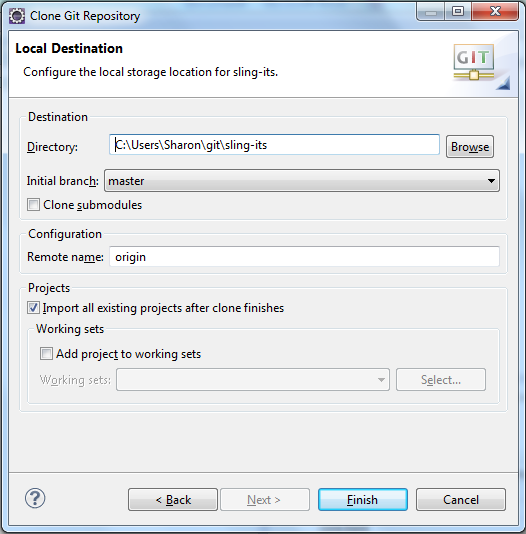 Clone Git Repository
Local Destination
Configure the local storage location for sling-its.
GIT
Destination
Directory: C:\Users\Sharon\git\sling-its Browse
Initial branch: master
Clone submodules
Configuration
Remote name: origin
Projects
Import all existing projects after clone finishes
Working sets
Add project to working sets
Working sets: Select...
? < Back Next > Finish Cancel